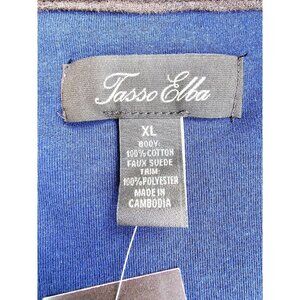 Tasso Elba
XL
BODY
100% COTTON
FAUX SUEDE
TRIM:
100% POLYESTER
MADE IN
CAMBODIA